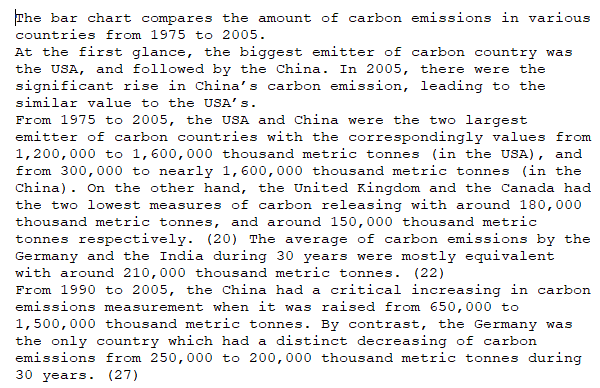 The bar chart compares the amount of carbon emissions in various
countries from 1975 to 2005.
At the first glance, the biggest emitter of carbon country was
the USA, and followed by the China. In 2005, there were the
significant rise in China's carbon emission, leading to the
similar value to the USA's.
From 1975 to 2005, the USA and China were the two largest
emitter of carbon countries with the correspondingly values from
1,200,000 to 1,600,000 thousand metric tonnes (in the USA), and
from 300,000 to nearly 1,600,000 thousand metric tonnes (in the
China). On the other hand, the United Kingdom and the Canada had
the two lowest measures of carbon releasing with around 180,000
thousand metric tonnes, and around 150,000 thousand metric
tonnes respectively. (20) The average of carbon emissions by the
Germany and the India during 30 years were mostly equivalent
with around 210,000 thousand metric tonnes. (22)
From 1990 to 2005, the China had a critical increasing in carbon
emissions measurement when it was raised from 650,000 to
1,500,000 thousand metric tonnes. By contrast, the Germany was
the only country which had a distinct decreasing of carbon
emissions from 250,000 to 200,000 thousand metric tonnes during
30 years. (27)